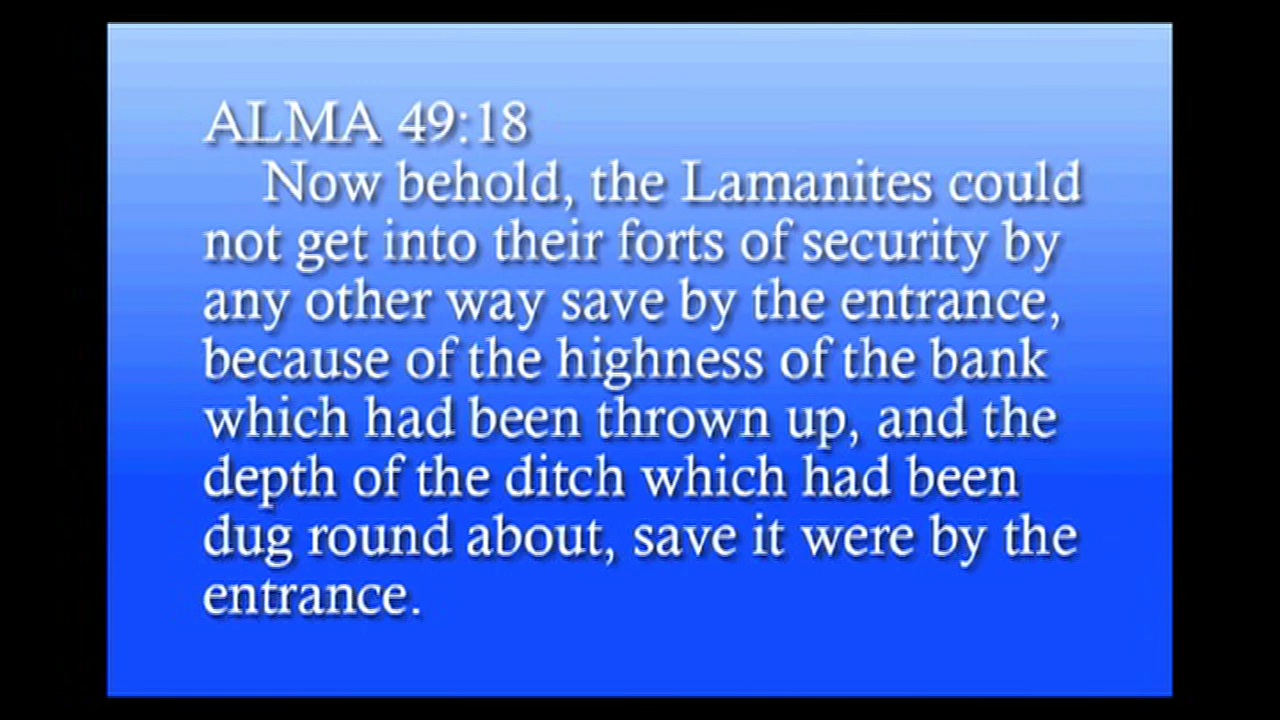 ALMA 49:18
Now behold, the Lamanites could
not get into their forts of security by
any other way save by the entrance,
because of the highness of the bank
which had been thrown up, and the
depth of the ditch which had been
dug round about, save it were by the
entrance.